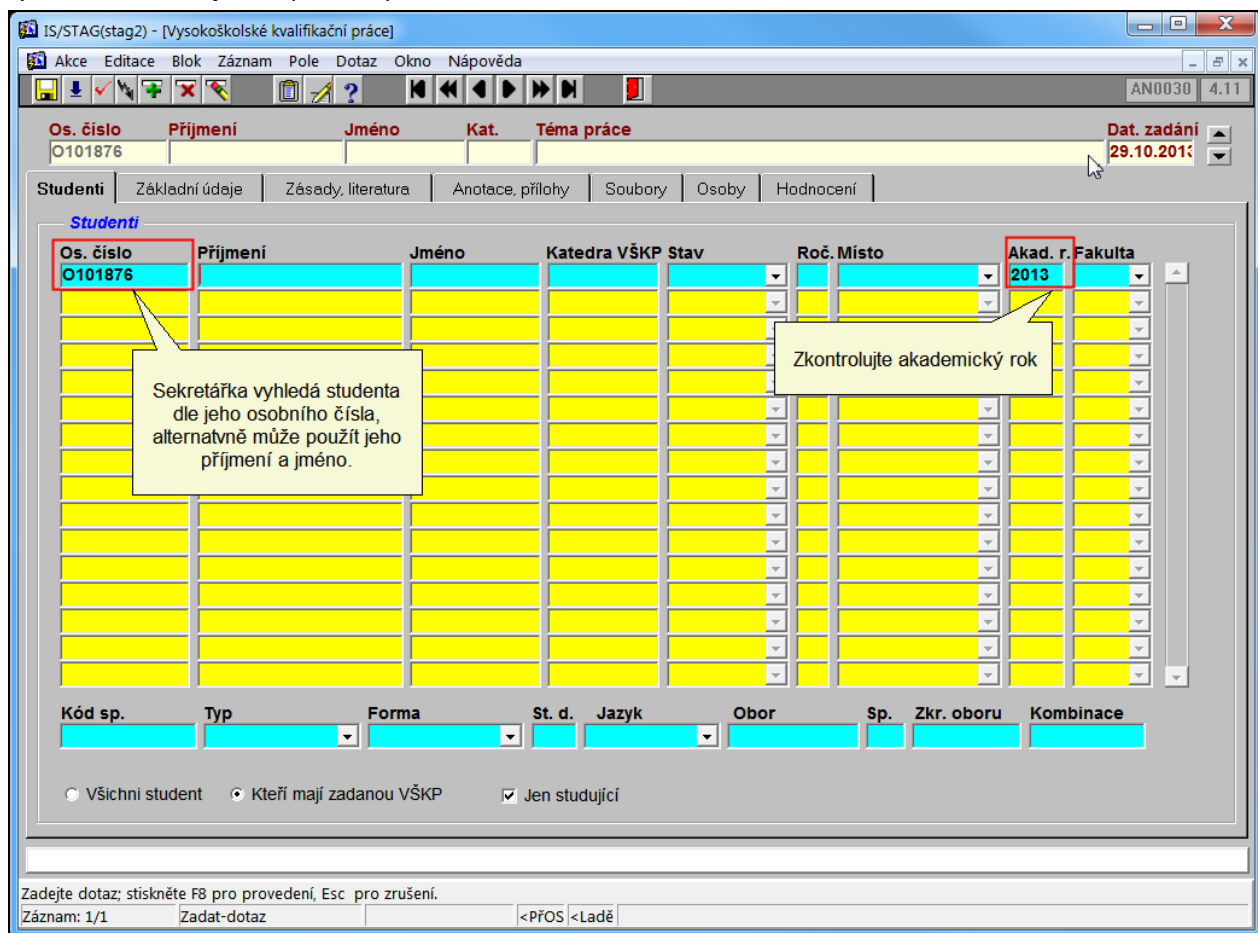 IS/STAG(stag2) - [Vysokoškolské kvalifikační práce]
Akce Editace Blok Záznam Pole Dotaz Okno Nápověda
AN0030 4.11
Os. číslo Příjmení Jméno Kat. Téma práce Dat. zadání
O101876 29.10.2013
Studenti Základní údaje Zásady, literatura Anotace, přílohy Soubory Osoby Hodnocení
Studenti
Os. číslo Příjmení Jméno Katedra VŠKP Stav Roč. Místo Akad. r. Fakulta
O101876 2013
Zkontrolujte akademický rok
Sekretářka vyhledá studenta
dle jeho osobního čísla,
alternatvně může použít jeho
příjmení a jméno.
Kód sp. Typ Forma St. d. Jazyk Obor Sp. Zkr. oboru Kombinace
Všichni student Kteří mají zadanou VŠKP Jen studující
Zadejte dotaz; stiskněte F8 pro provedení, Esc pro zrušení.
Záznam: 1/1 Zadat-dotaz <PřOS <Ladě